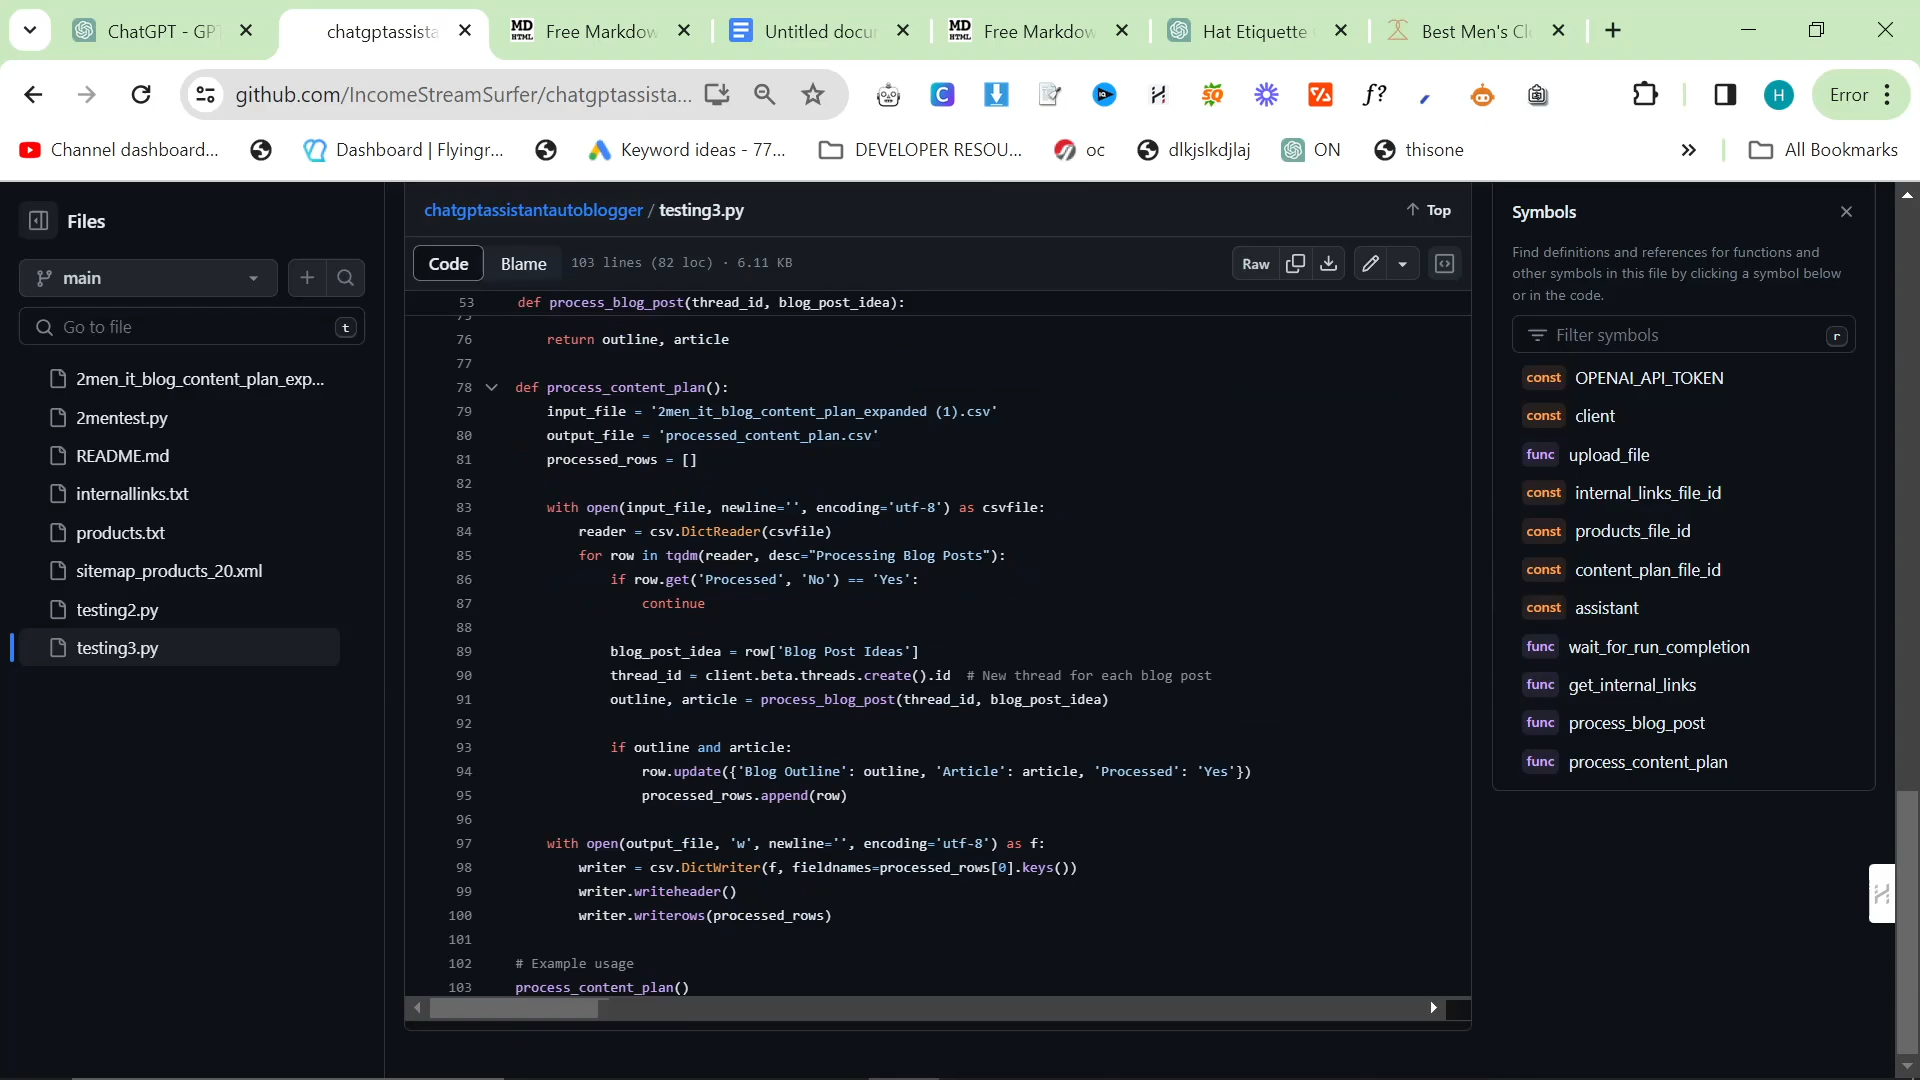 ChatGPT - GP
chatgptassista
MD HTML Free Markdow
Untitled docu
MD HTML Free Markdow
Hat Etiquette
Best Men's Cl
github.com/IncomeStreamSurfer/chatgptassista...
C
SQ
f?
H
Error
Channel dashboard...
Dashboard | Flyingr...
Keyword ideas - 77...
DEVELOPER RESOU...
oc
dlkjslkdjlaj
ON
thisone
»
All Bookmarks
Files
main
Go to file
t
2men_it_blog_content_plan_exp...
2mentest.py
README.md
internallinks.txt
products.txt
sitemap_products_20.xml
testing2.py
testing3.py
chatgptassistantautoblogger / testing3.py
Top
Code
Blame
103 lines (82 loc) · 6.11 KB
Raw
53 def process_blog_post(thread_id, blog_post_idea):
76 return outline, article
77
78 def process_content_plan():
79 input_file = '2men_it_blog_content_plan_expanded (1).csv'
80 output_file = 'processed_content_plan.csv'
81 processed_rows = []
82
83 with open(input_file, newline='', encoding='utf-8') as csvfile:
84 reader = csv.DictReader(csvfile)
85 for row in tqdm(reader, desc="Processing Blog Posts"):
86 if row.get('Processed', 'No') == 'Yes':
87 continue
88
89 blog_post_idea = row['Blog Post Ideas']
90 thread_id = client.beta.threads.create().id # New thread for each blog post
91 outline, article = process_blog_post(thread_id, blog_post_idea)
92
93 if outline and article:
94 row.update({'Blog Outline': outline, 'Article': article, 'Processed': 'Yes'})
95 processed_rows.append(row)
96
97 with open(output_file, 'w', newline='', encoding='utf-8') as f:
98 writer = csv.DictWriter(f, fieldnames=processed_rows[0].keys())
99 writer.writeheader()
100 writer.writerows(processed_rows)
101
102 # Example usage
103 process_content_plan()
Symbols
Find definitions and references for functions and
other symbols in this file by clicking a symbol below
or in the code.
Filter symbols
r
const OPENAI_API_TOKEN
const client
func upload_file
const internal_links_file_id
const products_file_id
const content_plan_file_id
const assistant
func wait_for_run_completion
func get_internal_links
func process_blog_post
func process_content_plan